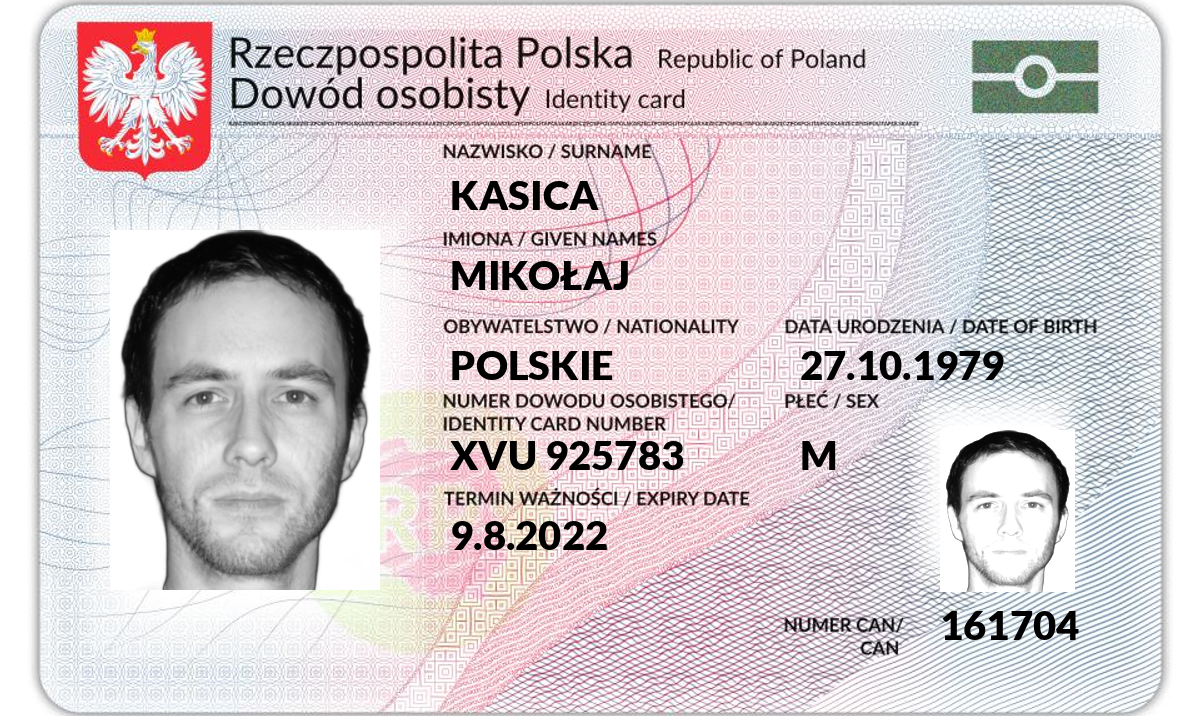 Rzeczpospolita Polska Republic of Poland
Dowód osobisty Identity card
NAZWISKO / SURNAME
KASICA
IMIONA / GIVEN NAMES
MIKOŁAJ
OBYWATELSTWO / NATIONALITY DATA URODZENIA / DATE OF BIRTH
POLSKIE 27.10.1979
NUMER DOWODU OSOBISTEGO/ PŁEĆ / SEX
IDENTITY CARD NUMBER
XVU 925783 M
TERMIN WAŻNOŚCI / EXPIRY DATE
9.8.2022
NUMER CAN/ 161704
CAN